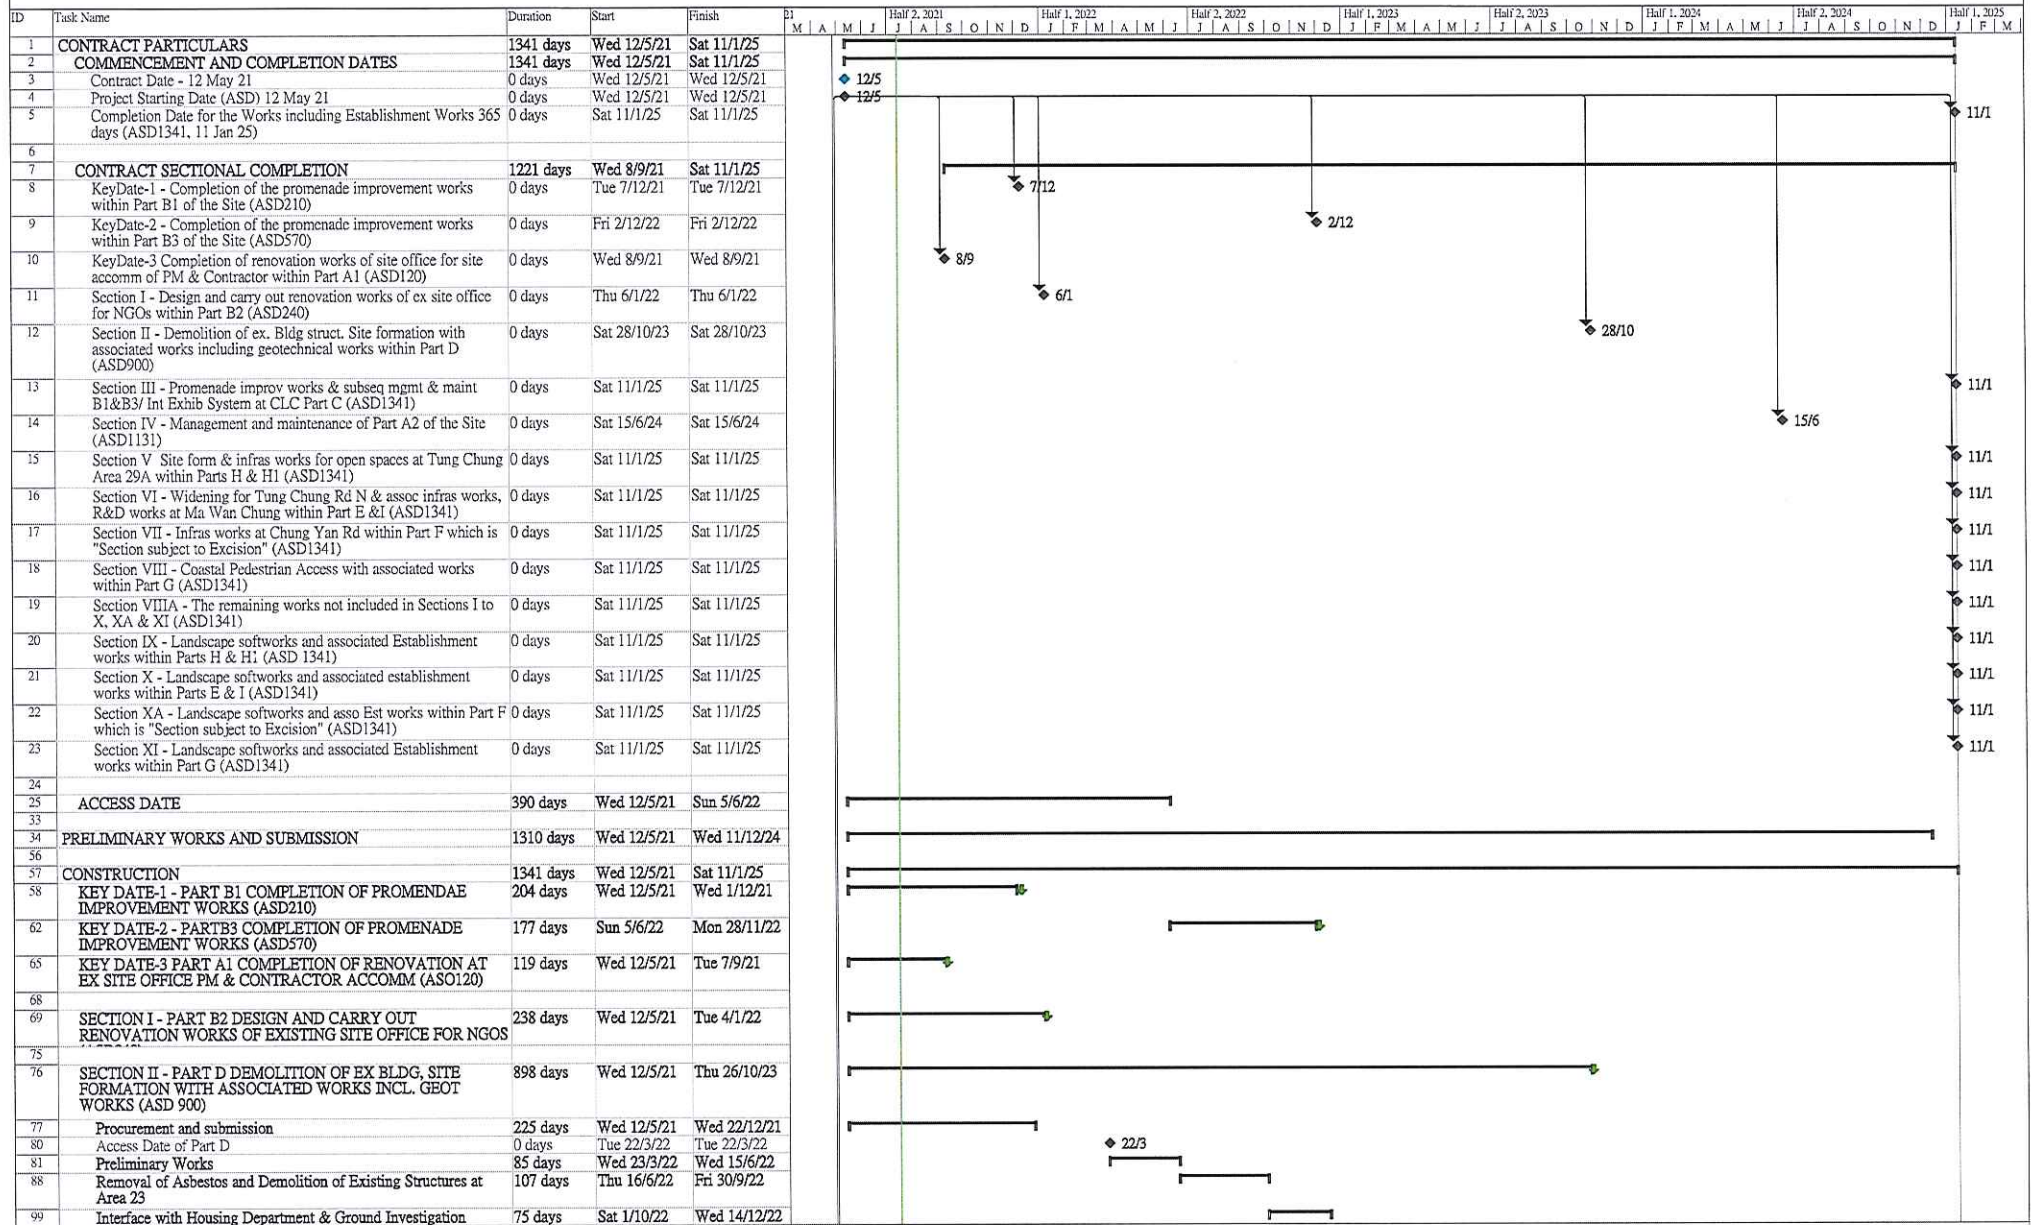 ID Task Name Duration Start Finish 21 Half 2, 2021 Half 1, 2022 Half 2, 2022 Half 1, 2023 Half 2, 2023 Half 1, 2024 Half 2, 2024 Half 1, 2025
M A M J J A S O N D J F M A M J J A S O N D J F M A M J J A S O N D J F M A M J J A S O N D J F M
1 CONTRACT PARTICULARS 1341 days Wed 12/5/21 Sat 11/1/25
2 COMMENCEMENT AND COMPLETION DATES 1341 days Wed 12/5/21 Sat 11/1/25
3 Contract Date - 12 May 21 0 days Wed 12/5/21 Wed 12/5/21 12/5
4 Project Starting Date (ASD) 12 May 21 0 days Wed 12/5/21 Wed 12/5/21 12/5
5 Completion Date for the Works including Establishment Works 365 0 days Sat 11/1/25 Sat 11/1/25 11/1
days (ASD1341, 11 Jan 25)
6
7 CONTRACT SECTIONAL COMPLETION 1221 days Wed 8/9/21 Sat 11/1/25
8 KeyDate-1 - Completion of the promenade improvement works 0 days Tue 7/12/21 Tue 7/12/21 7/12
within Part B1 of the Site (ASD210)
9 KeyDate-2 - Completion of the promenade improvement works 0 days Fri 2/12/22 Fri 2/12/22 2/12
within Part B3 of the Site (ASD570)
10 KeyDate-3 Completion of renovation works of site office for site 0 days Wed 8/9/21 Wed 8/9/21 8/9
accomm of PM & Contractor within Part A1 (ASD120)
11 Section I - Design and carry out renovation works of ex site office 0 days Thu 6/1/22 Thu 6/1/22 6/1
for NGOs within Part B2 (ASD240)
12 Section II - Demolition of ex. Bldg struct. Site formation with 0 days Sat 28/10/23 Sat 28/10/23 28/10
associated works including geotechnical works within Part D
(ASD900)
13 Section III - Promenade improv works & subseq mgmt & maint 0 days Sat 11/1/25 Sat 11/1/25 11/1
B1&B3/ Int Exhib System at CLC Part C (ASD1341)
14 Section IV - Management and maintenance of Part A2 of the Site 0 days Sat 15/6/24 Sat 15/6/24 15/6
(ASD1131)
15 Section V Site form & infras works for open spaces at Tung Chung 0 days Sat 11/1/25 Sat 11/1/25 11/1
Area 29A within Parts H & H1 (ASD1341)
16 Section VI - Widening for Tung Chung Rd N & assoc infras works, 0 days Sat 11/1/25 Sat 11/1/25 11/1
R&D works at Ma Wan Chung within Part E &I (ASD1341)
17 Section VII - Infras works at Chung Yan Rd within Part F which is 0 days Sat 11/1/25 Sat 11/1/25 11/1
"Section subject to Excision" (ASD1341)
18 Section VIII - Coastal Pedestrian Access with associated works 0 days Sat 11/1/25 Sat 11/1/25 11/1
within Part G (ASD1341)
19 Section VIIIA - The remaining works not included in Sections I to 0 days Sat 11/1/25 Sat 11/1/25 11/1
X, XA & XI (ASD1341)
20 Section IX - Landscape softworks and associated Establishment 0 days Sat 11/1/25 Sat 11/1/25 11/1
works within Parts H & H1 (ASD 1341)
21 Section X - Landscape softworks and associated establishment 0 days Sat 11/1/25 Sat 11/1/25 11/1
works within Parts E & I (ASD1341)
22 Section XA - Landscape softworks and asso Est works within Part F 0 days Sat 11/1/25 Sat 11/1/25 11/1
which is "Section subject to Excision" (ASD1341)
23 Section XI - Landscape softworks and associated Establishment 0 days Sat 11/1/25 Sat 11/1/25 11/1
works within Part G (ASD1341)
24
25 ACCESS DATE 390 days Wed 12/5/21 Sun 5/6/22
33
34 PRELIMINARY WORKS AND SUBMISSION 1310 days Wed 12/5/21 Wed 11/12/24
56
57 CONSTRUCTION 1341 days Wed 12/5/21 Sat 11/1/25
58 KEY DATE-1 - PART B1 COMPLETION OF PROMENDAE 204 days Wed 12/5/21 Wed 1/12/21
IMPROVEMENT WORKS (ASD210)
62 KEY DATE-2 - PARTB3 COMPLETION OF PROMENADE 177 days Sun 5/6/22 Mon 28/11/22
IMPROVEMENT WORKS (ASD570)
65 KEY DATE-3 PART A1 COMPLETION OF RENOVATION AT 119 days Wed 12/5/21 Tue 7/9/21
EX SITE OFFICE PM & CONTRACTOR ACCOMM (ASO120)
68
69 SECTION I - PART B2 DESIGN AND CARRY OUT 238 days Wed 12/5/21 Tue 4/1/22
RENOVATION WORKS OF EXISTING SITE OFFICE FOR NGOS
75
76 SECTION II - PART D DEMOLITION OF EX BLDG, SITE 898 days Wed 12/5/21 Thu 26/10/23
FORMATION WITH ASSOCIATED WORKS INCL. GEOT
WORKS (ASD 900)
77 Procurement and submission 225 days Wed 12/5/21 Wed 22/12/21
80 Access Date of Part D 0 days Tue 22/3/22 Tue 22/3/22 22/3
81 Preliminary Works 85 days Wed 23/3/22 Wed 15/6/22
88 Removal of Asbestos and Demolition of Existing Structures at 107 days Thu 16/6/22 Fri 30/9/22
Area 23
99 Interface with Housing Department & Ground Investigation 75 days Sat 1/10/22 Wed 14/12/22